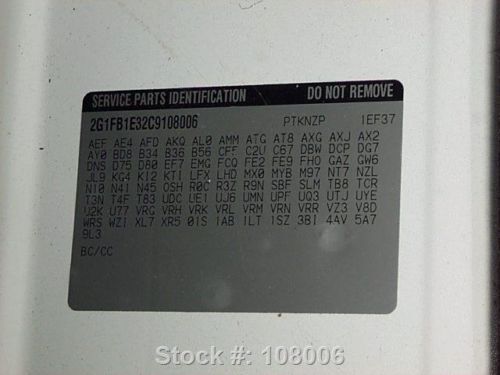 SERVICE PARTS IDENTIFICATION DO NOT REMOVE
2G1FB1E32C9108006 PTKNZP 1EF37
AEF AE4 AFD AKQ AL0 AMM ATG AT8 AXG AXJ AX2
AY0 BD8 B34 B36 B56 CFF C2U C67 DBW DCP DG7
DNS D75 D80 EF7 EMG FCQ FE2 FE9 FHO GAZ GW6
JL9 KG4 KI2 KTI LFX LHD MX0 MYB M97 NT7 NZL
N10 N41 N45 OSH R0C R3Z R9N SBF SLM TB8 TCR
T3N T4F T83 UDC UE1 UJ6 UMN UPF UQ3 UTJ UYE
U2K U77 VRG VRH VRK VRL VRM VRN VRR VZ3 V8D
WRS WZI XL7 XR5 01S 1AB 1LT 1SZ 3BI 4AV 5A7
9L3
BC/CC
Stock #: 108006